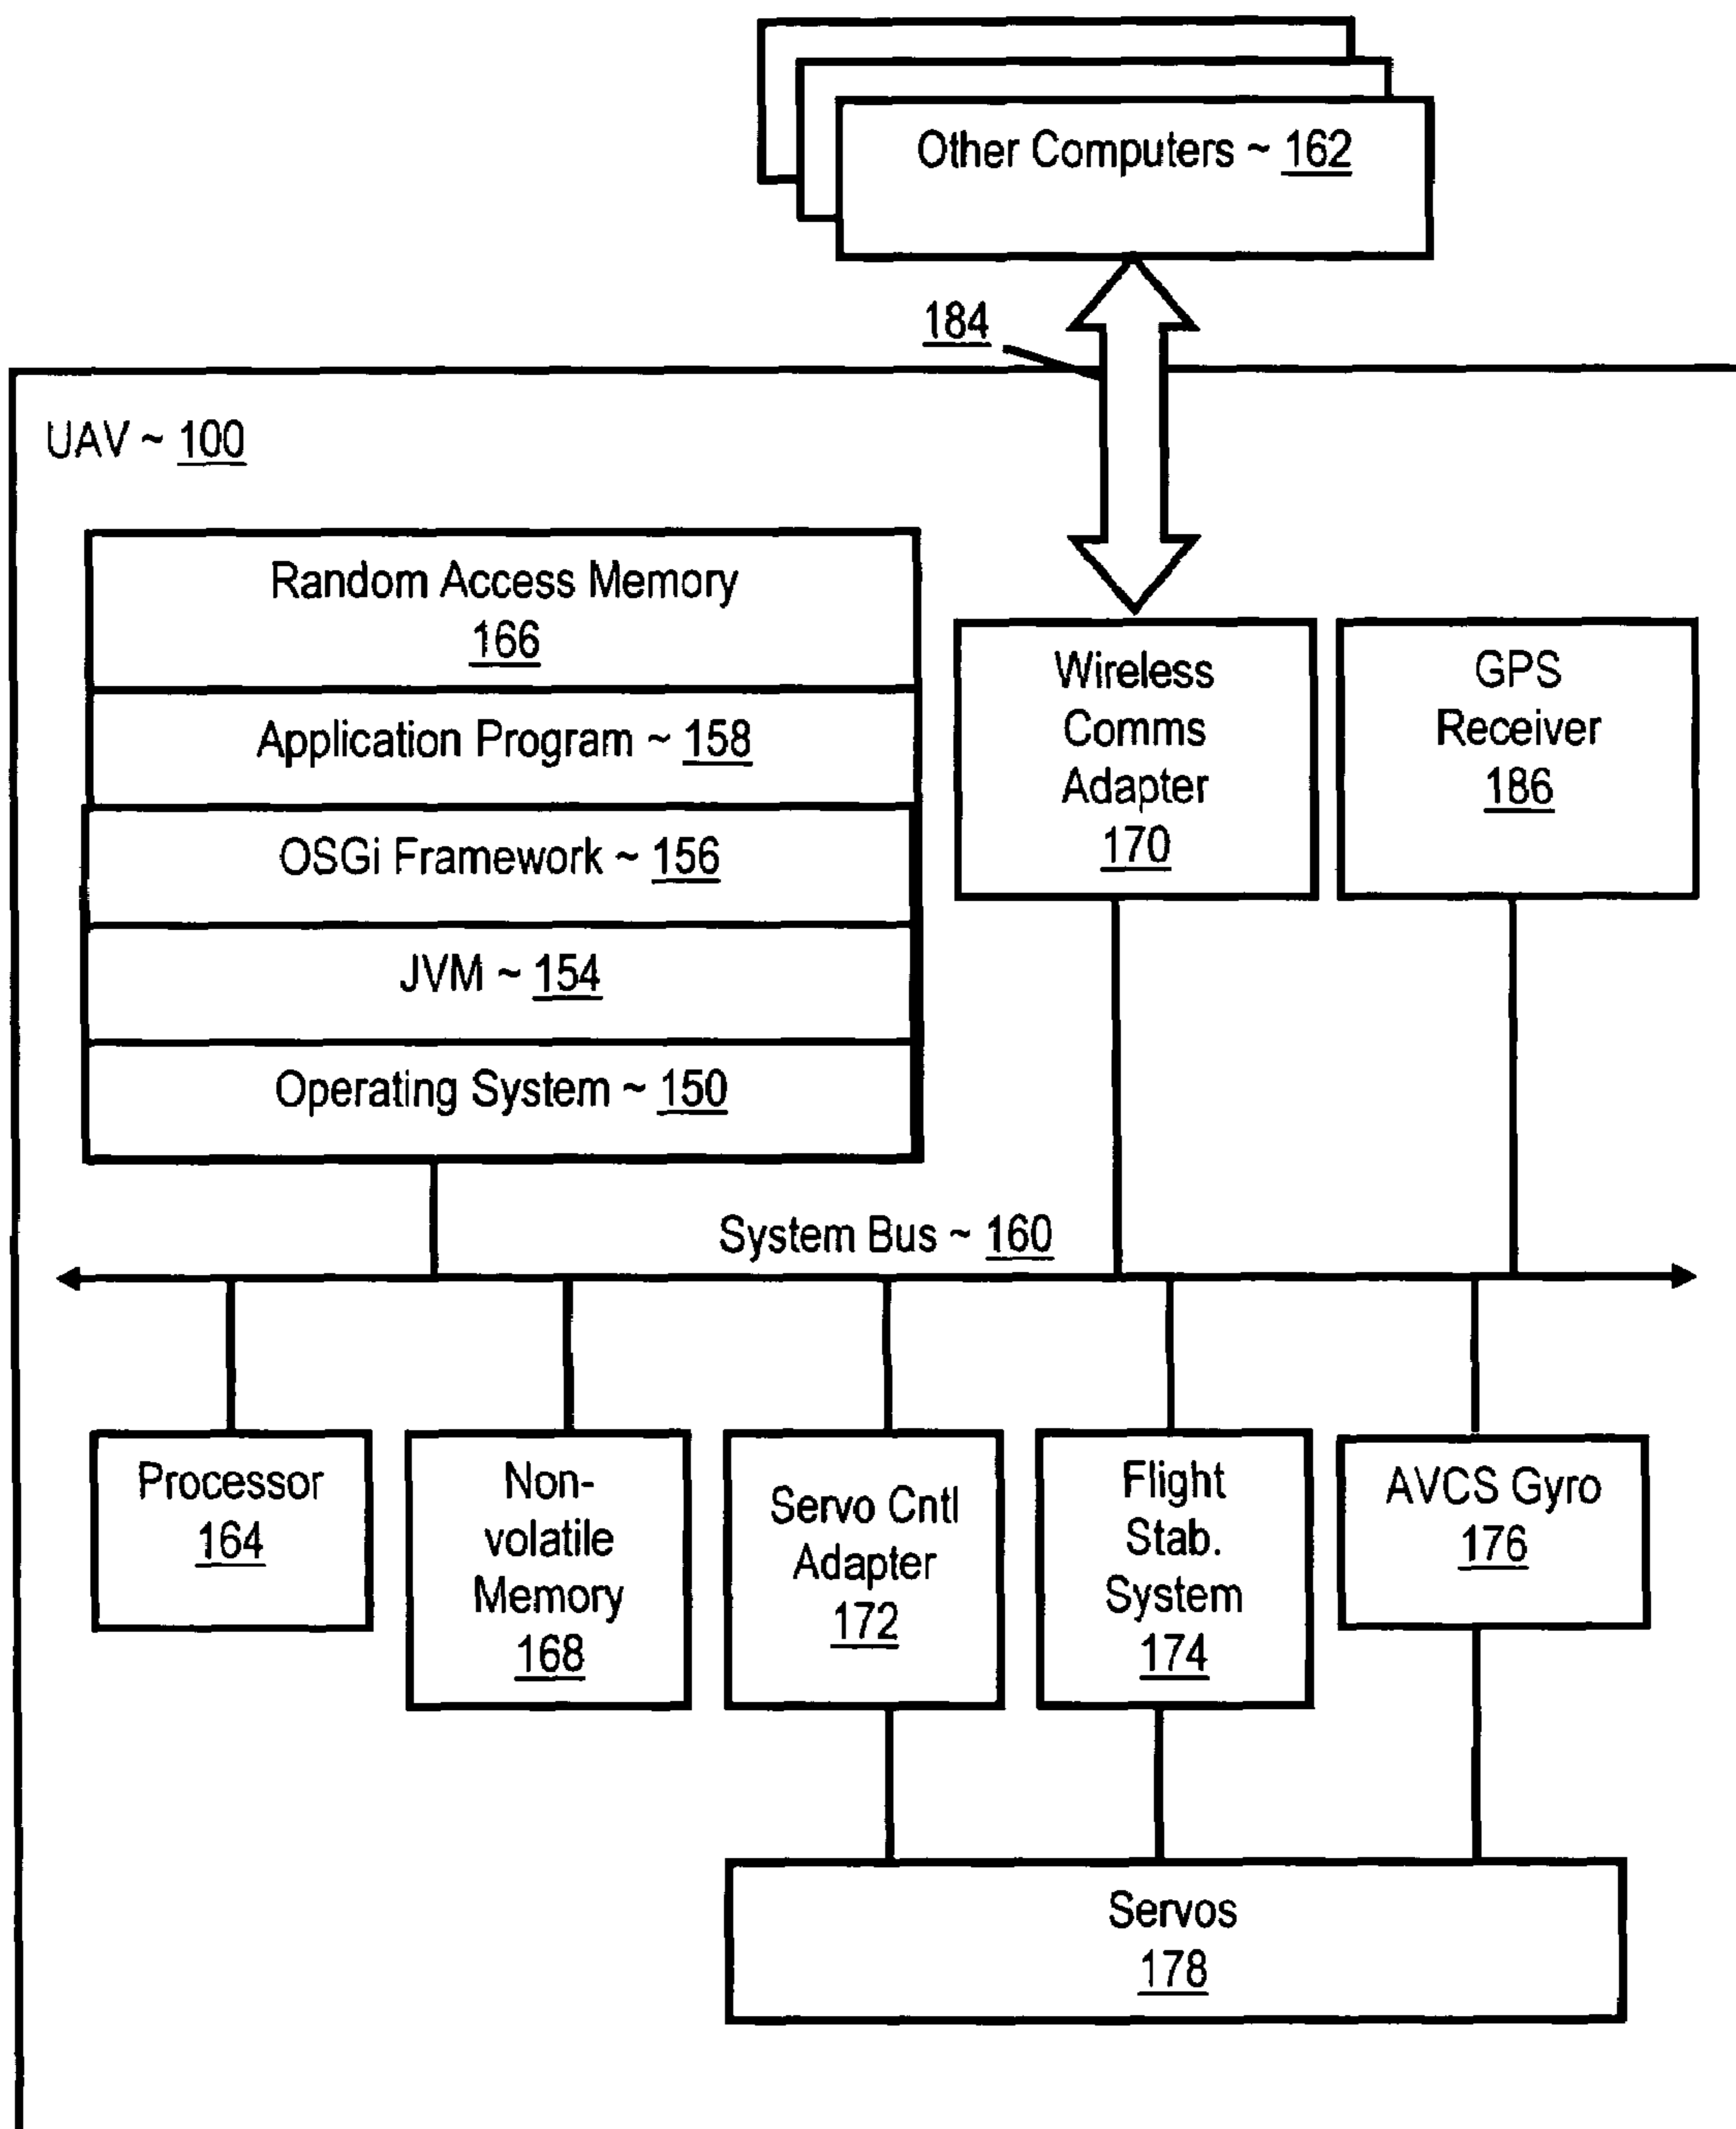 Other Computers ~ 162
184
UAV ~ 100
Random Access Memory
166
Application Program ~ 158
OSGi Framework ~ 156
JVM ~ 154
Operating System ~ 150
Wireless
Comms
Adapter
170
GPS
Receiver
186
System Bus ~ 160
Processor
164
Non-
volatile
Memory
168
Servo Cntl
Adapter
172
Flight
Stab.
System
174
AVCS Gyro
176
Servos
178